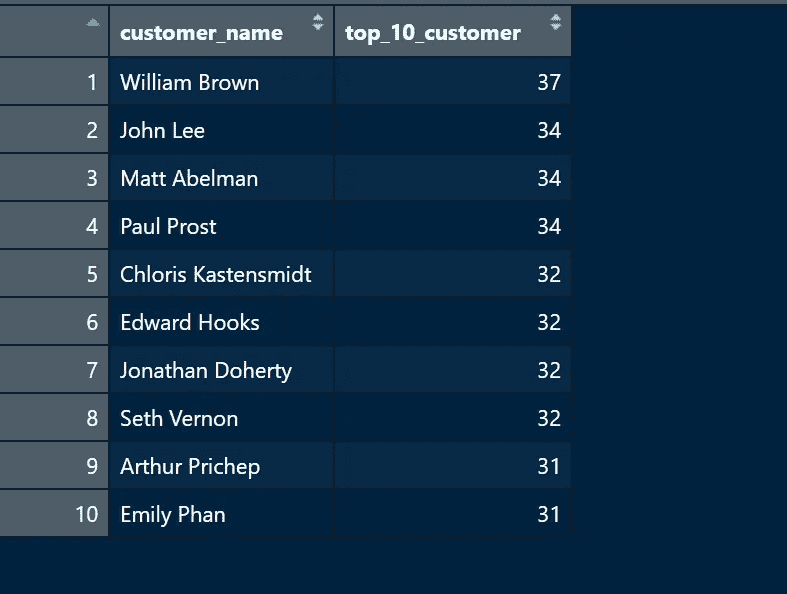 customer_name top_10_customer
1 William Brown 37
2 John Lee 34
3 Matt Abelman 34
4 Paul Prost 34
5 Chloris Kastensmidt 32
6 Edward Hooks 32
7 Jonathan Doherty 32
8 Seth Vernon 32
9 Arthur Prichep 31
10 Emily Phan 31